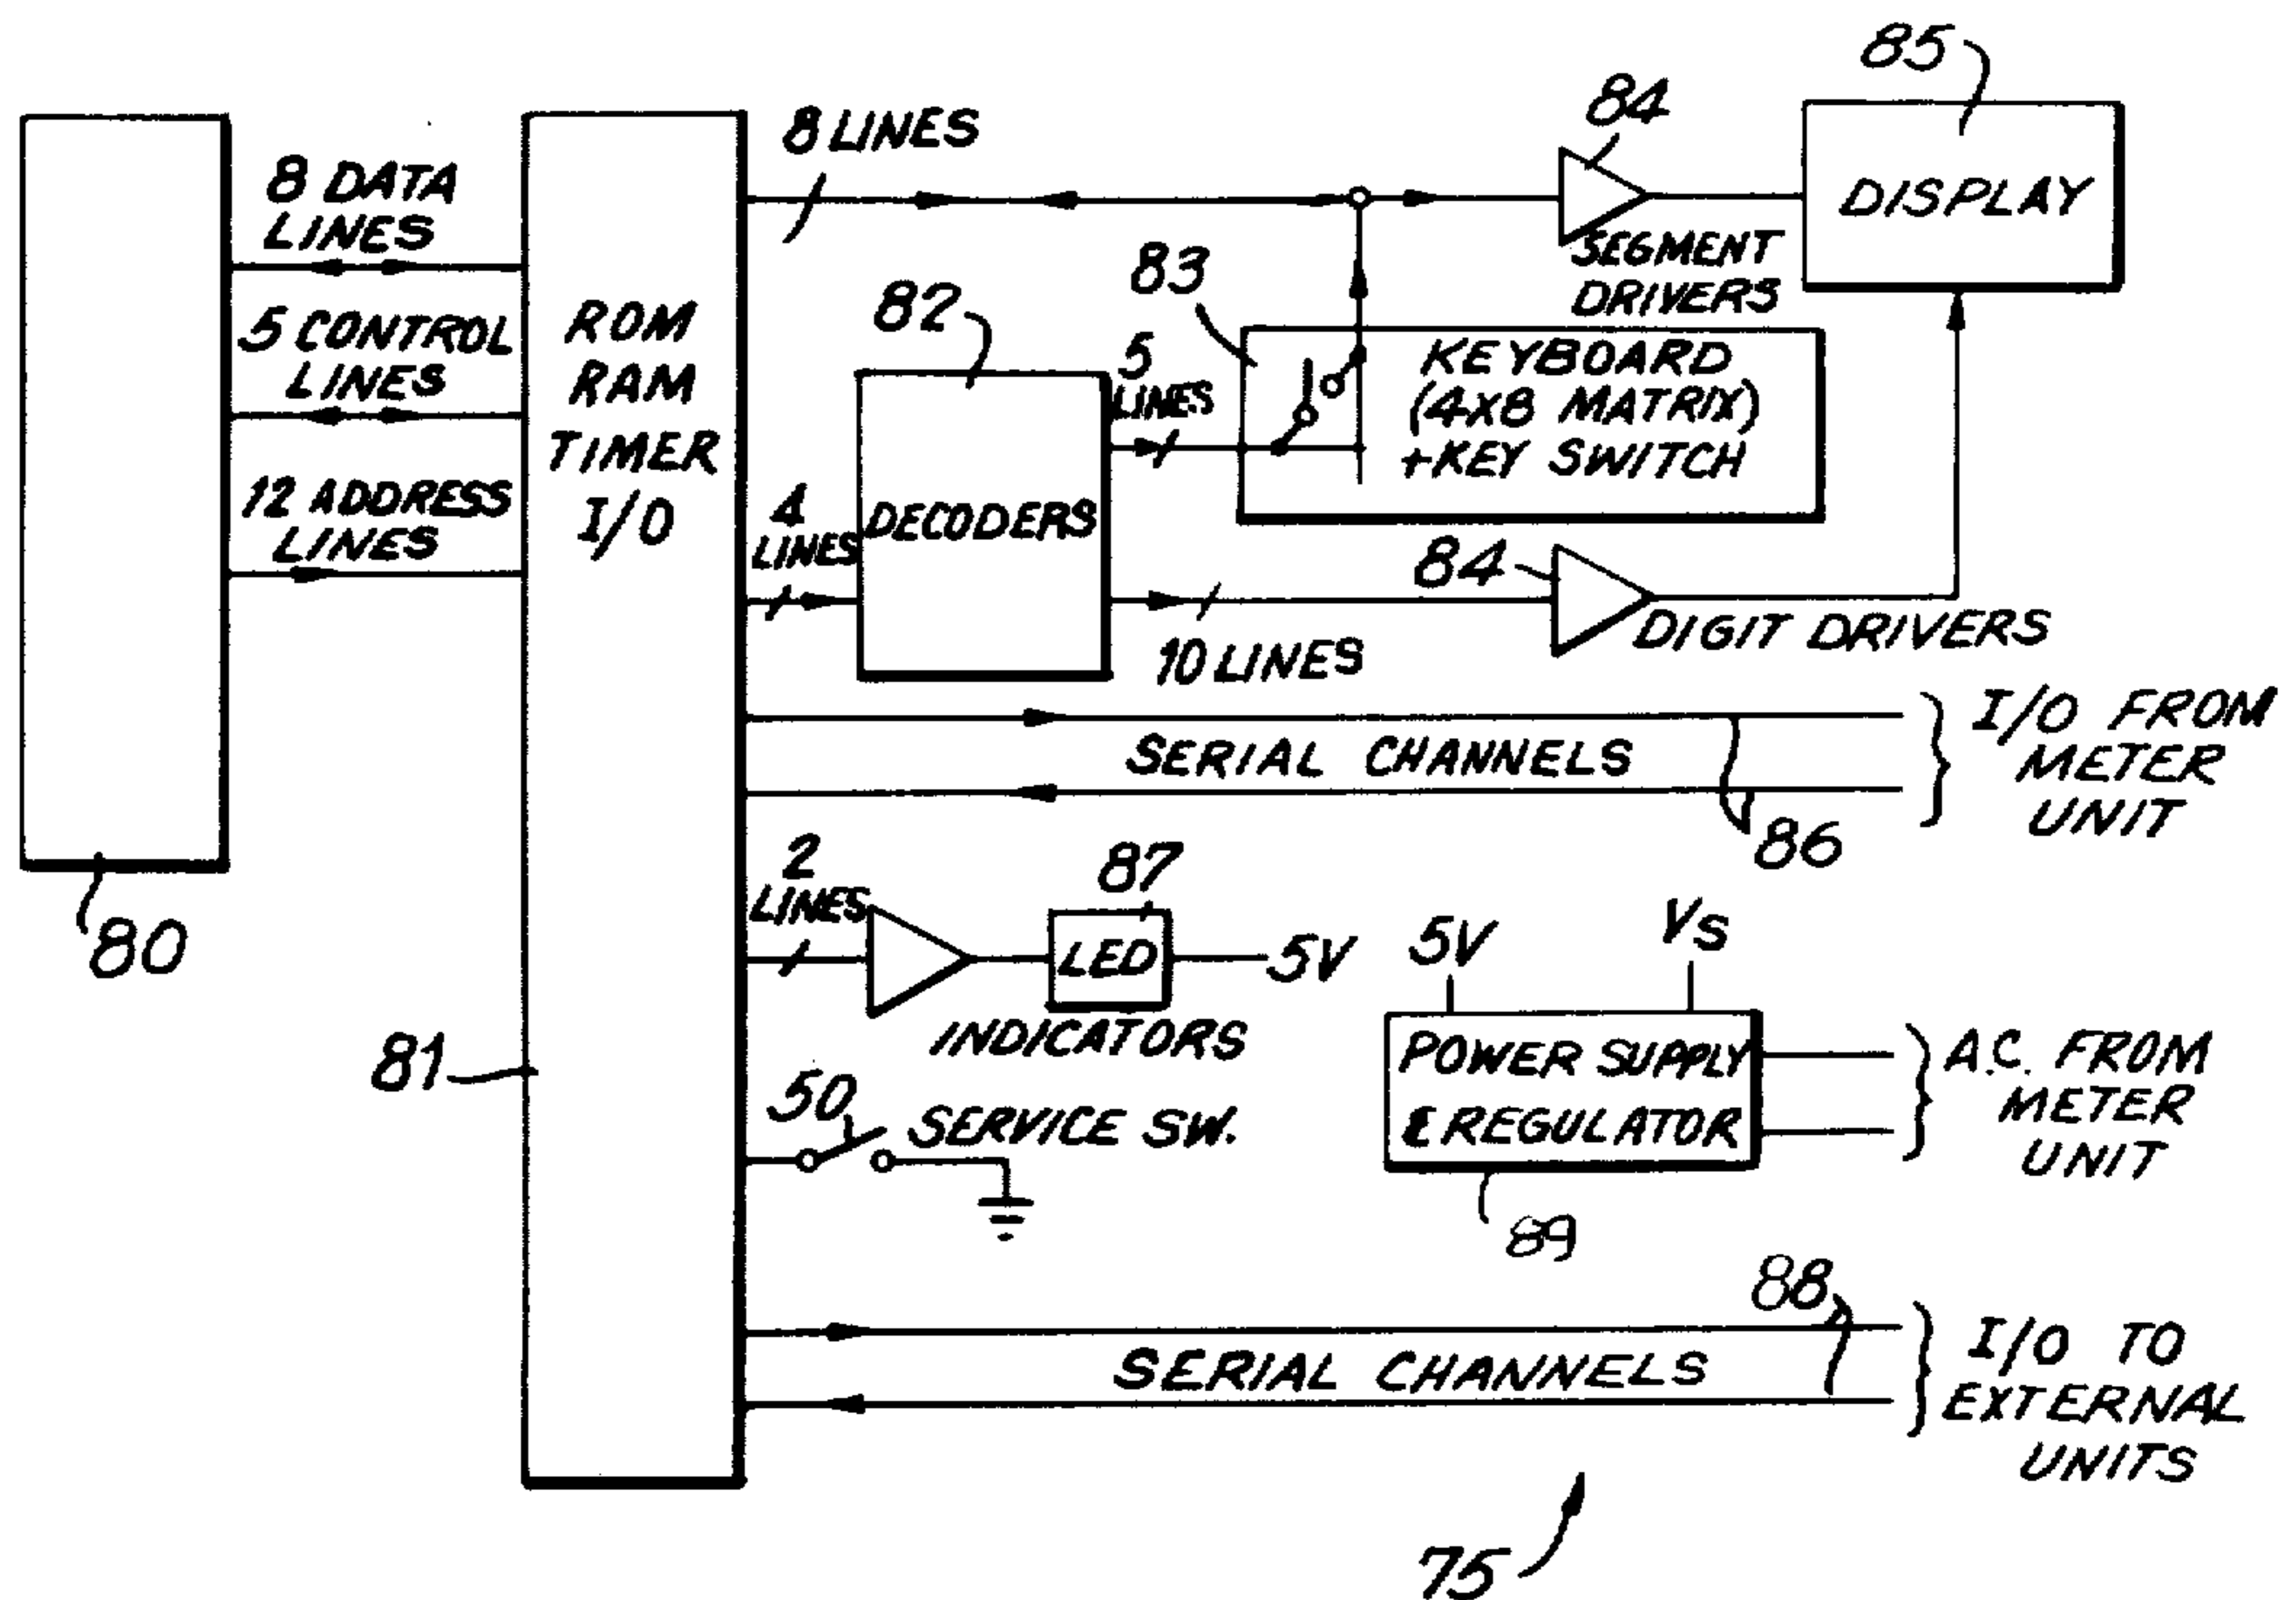 85
84
8 LINES
8 DATA
LINES
DISPLAY
SEGMENT
DRIVERS
83
82
5 CONTROL
LINES
ROM
RAM
TIMER
I/O
5
LINES
KEYBOARD
(4X8 MATRIX)
+KEY SWITCH
12 ADDRESS
LINES
4
LINES
DECODERS
84
DIGIT DRIVERS
10 LINES
SERIAL CHANNELS
I/O FROM
METER
UNIT
86
80
2
LINES
87
LED
5V
INDICATORS
5V
VS
81
POWER SUPPLY
& REGULATOR
A.C. FROM
METER
UNIT
50
SERVICE SW.
89
88
SERIAL CHANNELS
I/O TO
EXTERNAL
UNITS
75